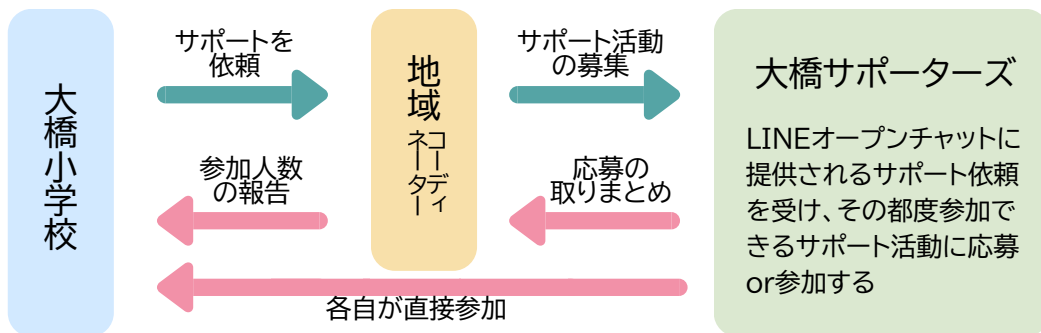 大橋小学校
サポートを
依頼
参加人数
の報告
地域
コーディ
ネーター
サポート活動
の募集
応募の
取りまとめ
各自が直接参加
大橋サポーターズ
LINEオープンチャットに
提供されるサポート依頼
を受け、その都度参加で
きるサポート活動に応募
or参加する